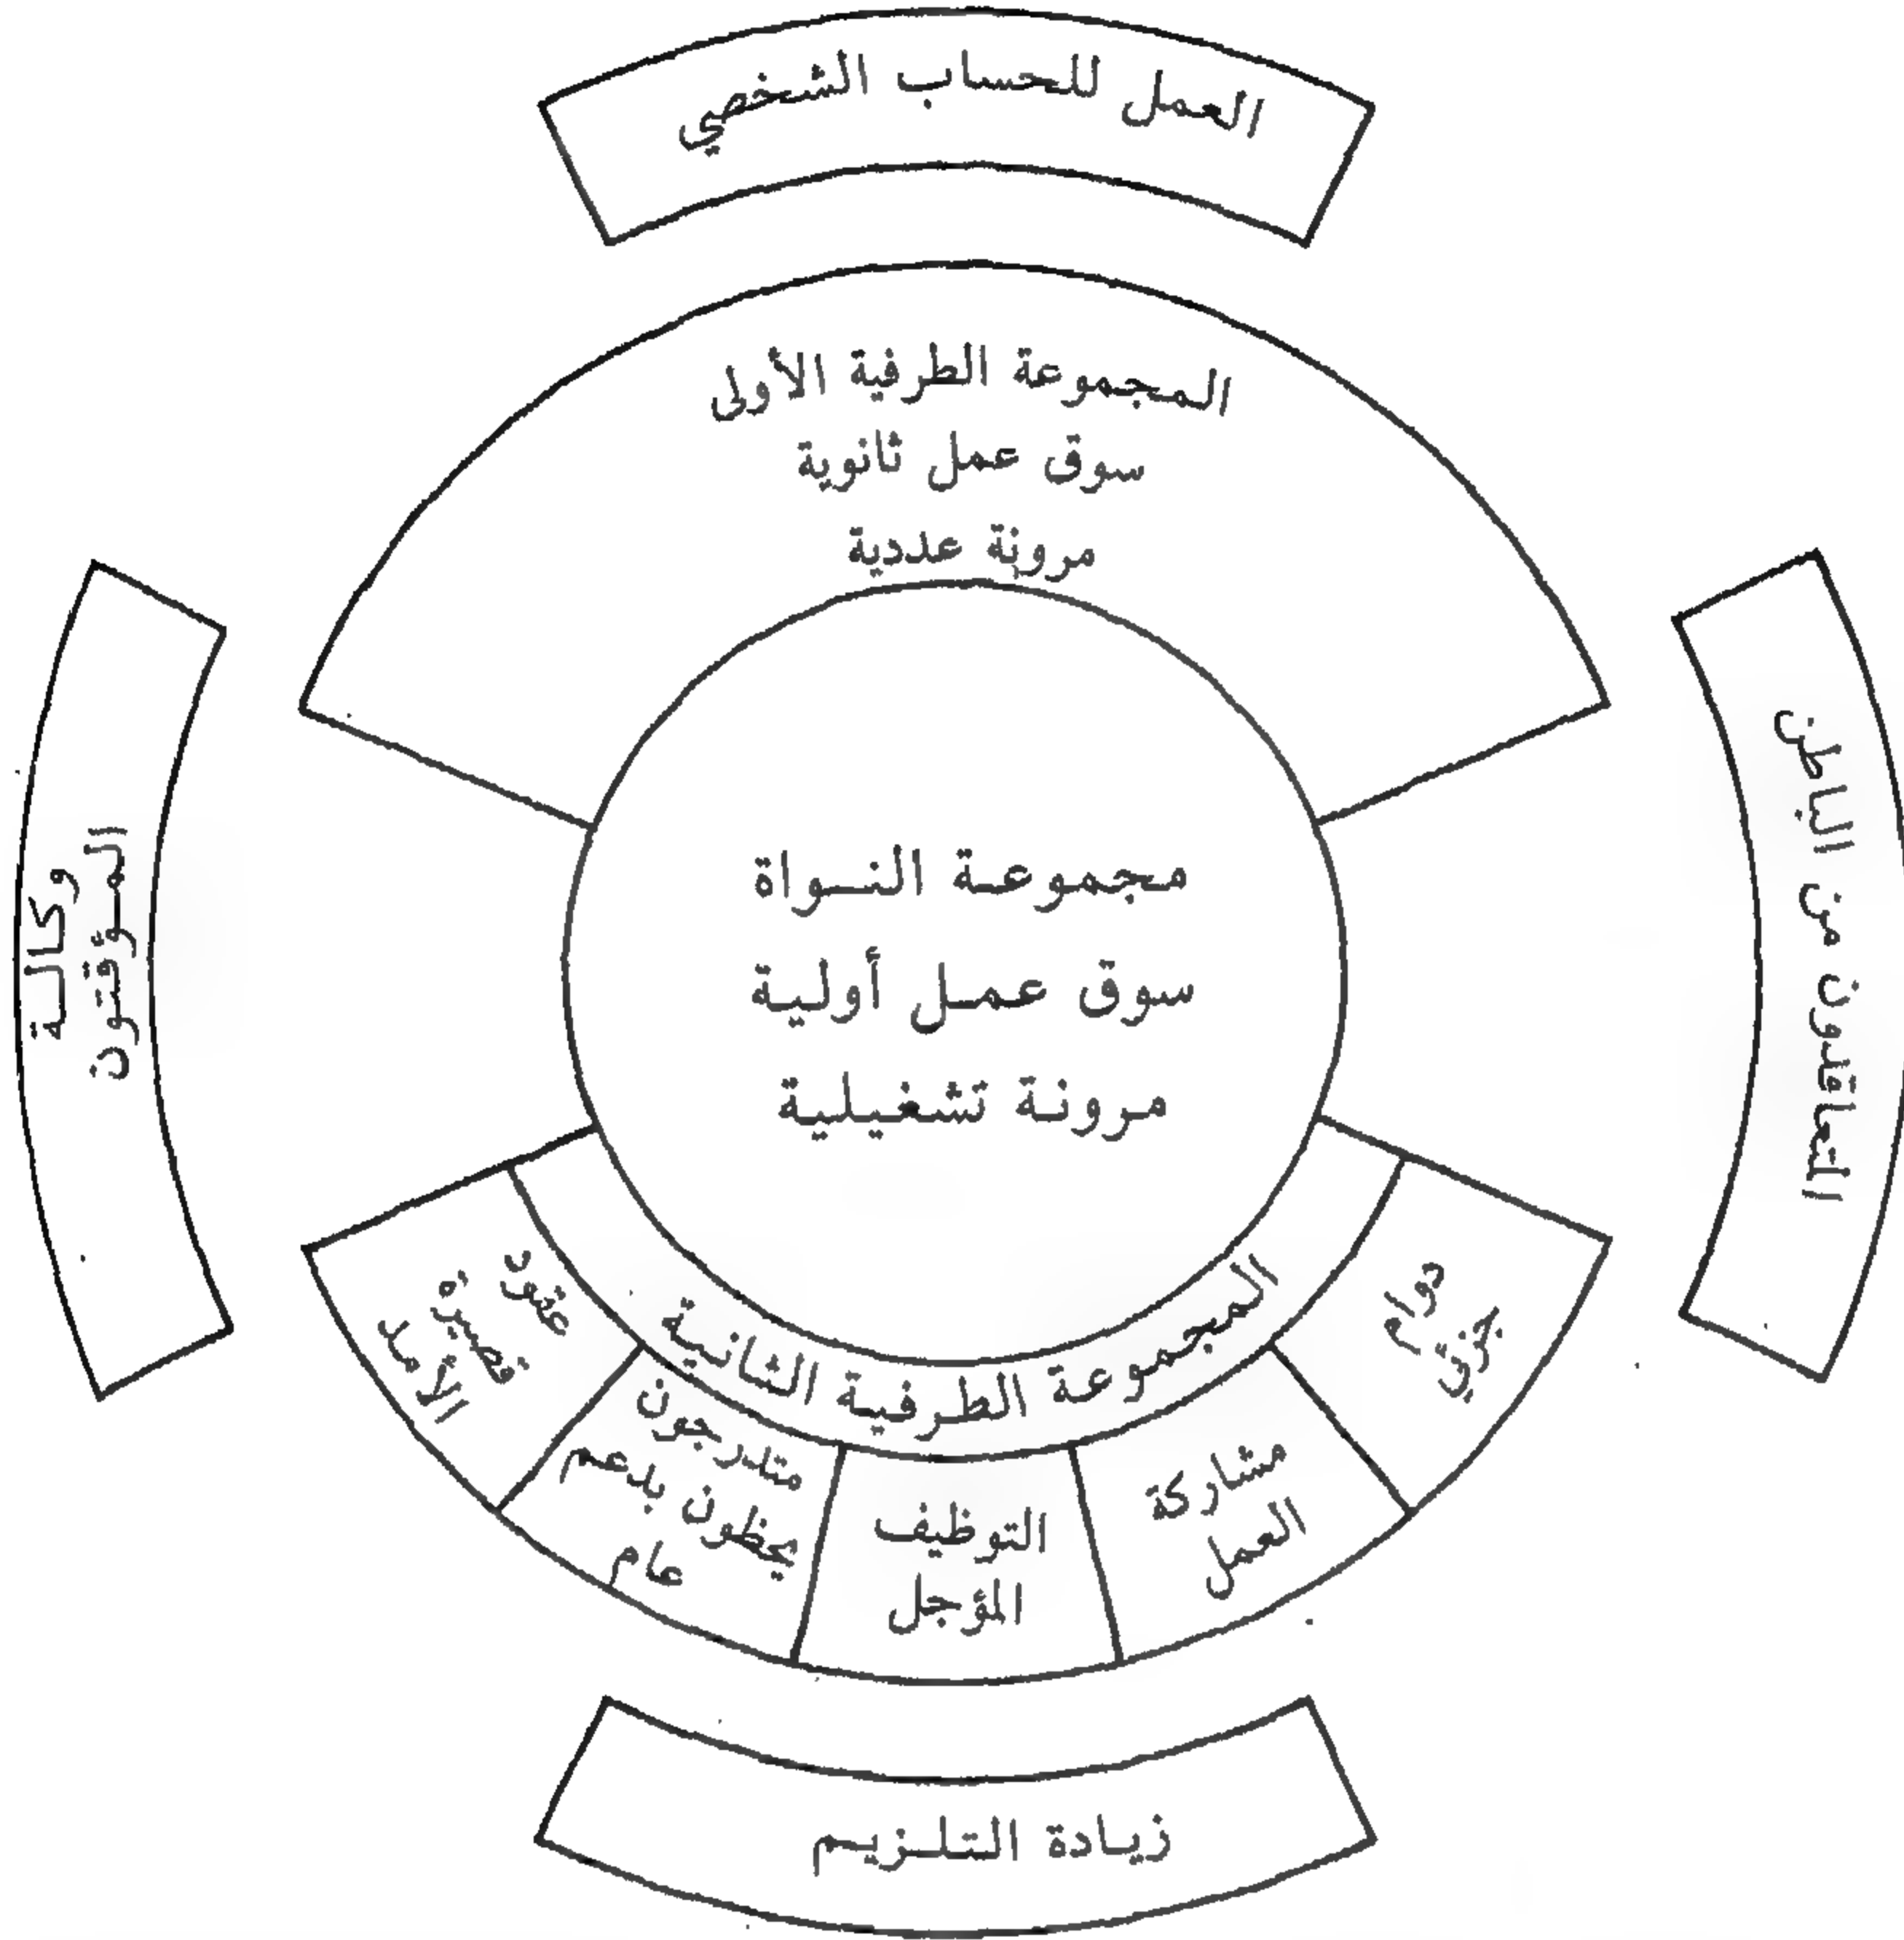 العمل للحساب الشخصي
المجموعة الطرفية الأولى
سوق عمل ثانوية
مرونة عددية
وكالة
المؤقتون
المتعاقدون من الباطن
مجموعة النواة
سوق عمل أولية
مرونة تشغيلية
المجموعة الطرفية الثانية
دوام
جزئي
مشاركة
العمل
التوظيف
المؤجل
متدرجون
يحظون بدعم
عام
عقود
قصيرة
الأمد
زيادة التلزيم